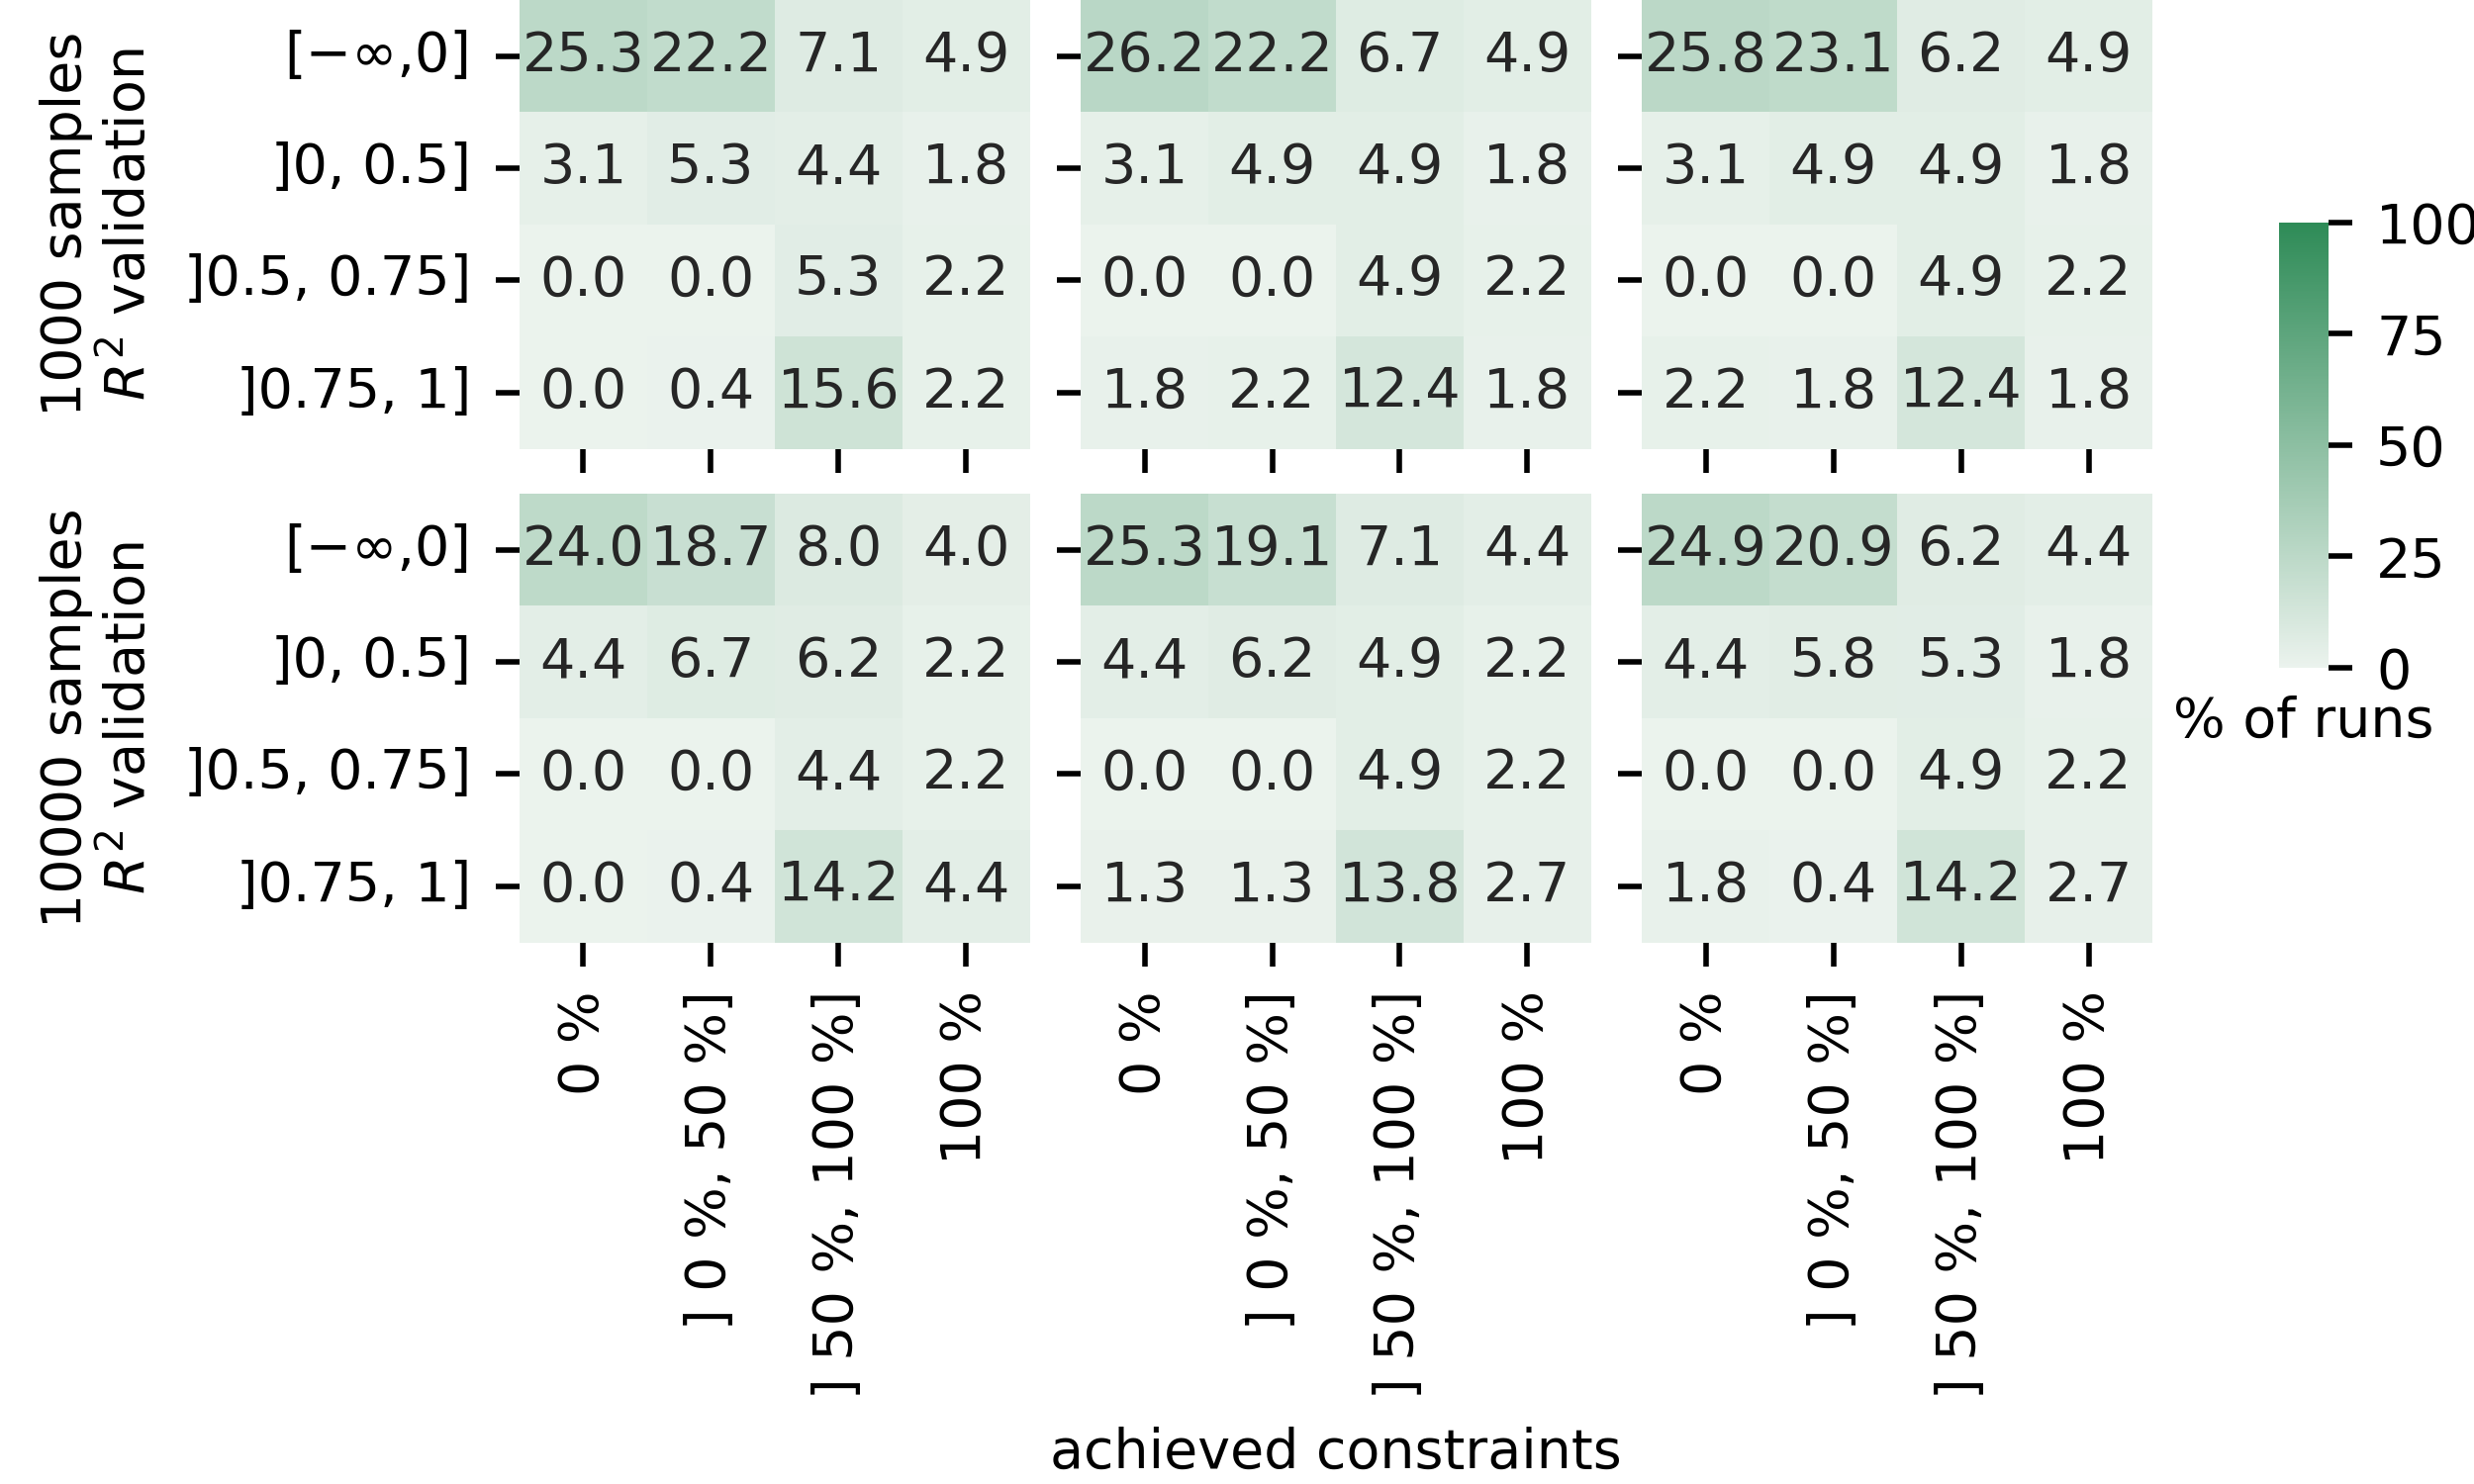 1000 samples
R² validation
[−∞,0] 25.3 22.2 7.1 4.9 26.2 22.2 6.7 4.9 25.8 23.1 6.2 4.9
]0, 0.5] 3.1 5.3 4.4 1.8 3.1 4.9 4.9 1.8 3.1 4.9 4.9 1.8
]0.5, 0.75] 0.0 0.0 5.3 2.2 0.0 0.0 4.9 2.2 0.0 0.0 4.9 2.2
]0.75, 1] 0.0 0.4 15.6 2.2 1.8 2.2 12.4 1.8 2.2 1.8 12.4 1.8
10000 samples
R² validation
[−∞,0] 24.0 18.7 8.0 4.0 25.3 19.1 7.1 4.4 24.9 20.9 6.2 4.4
]0, 0.5] 4.4 6.7 6.2 2.2 4.4 6.2 4.9 2.2 4.4 5.8 5.3 1.8
]0.5, 0.75] 0.0 0.0 4.4 2.2 0.0 0.0 4.9 2.2 0.0 0.0 4.9 2.2
]0.75, 1] 0.0 0.4 14.2 4.4 1.3 1.3 13.8 2.7 1.8 0.4 14.2 2.7
0 %
] 0 %, 50 %]
] 50 %, 100 %]
100 %
0 %
] 0 %, 50 %]
] 50 %, 100 %]
100 %
0 %
] 0 %, 50 %]
] 50 %, 100 %]
100 %
achieved constraints
100
75
50
25
0
% of runs